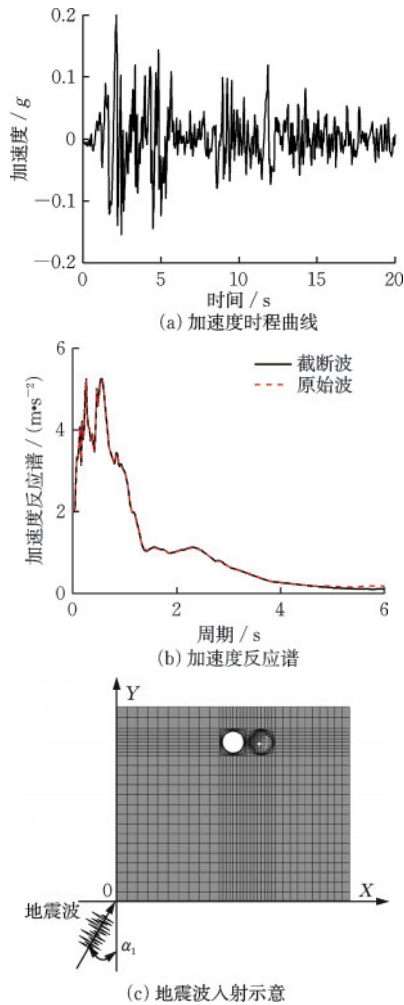 0.2
0.1
0
−0.1
−0.2
加速度 / g
0 5 10 15 20
时间 / s
(a) 加速度时程曲线
6
4
2
0
加速度反应谱 / (m•s⁻²)
截断波
原始波
0 2 4 6
周期 / s
(b) 加速度反应谱
Y
0
X
地震波
α₁
(c) 地震波入射示意